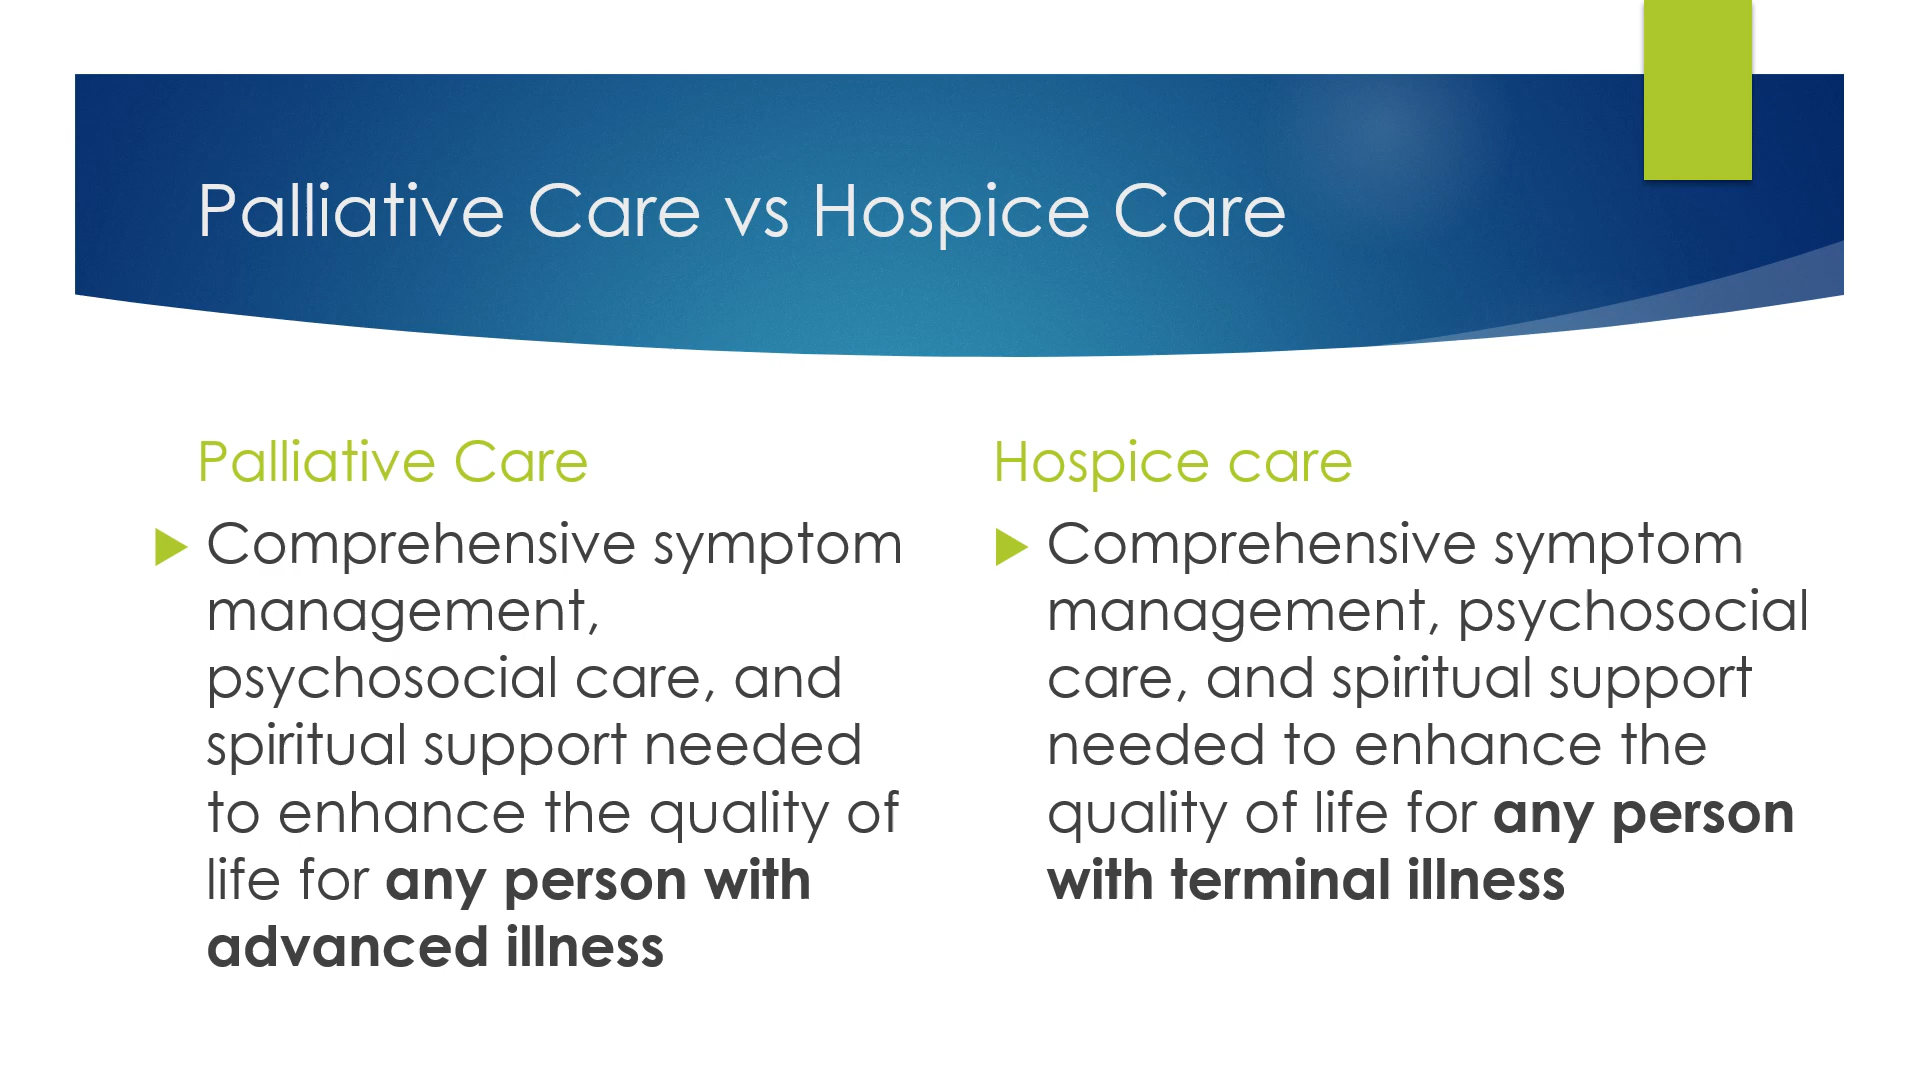 Palliative Care vs Hospice Care
Palliative Care
Comprehensive symptom
management,
psychosocial care, and
spiritual support needed
to enhance the quality of
life for any person with
advanced illness
Hospice care
Comprehensive symptom
management, psychosocial
care, and spiritual support
needed to enhance the
quality of life for any person
with terminal illness